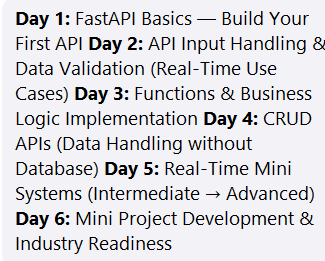 Day 1: FastAPI Basics — Build Your
First API Day 2: API Input Handling &
Data Validation (Real-Time Use
Cases) Day 3: Functions & Business
Logic Implementation Day 4: CRUD
APIs (Data Handling without
Database) Day 5: Real-Time Mini
Systems (Intermediate → Advanced)
Day 6: Mini Project Development &
Industry Readiness